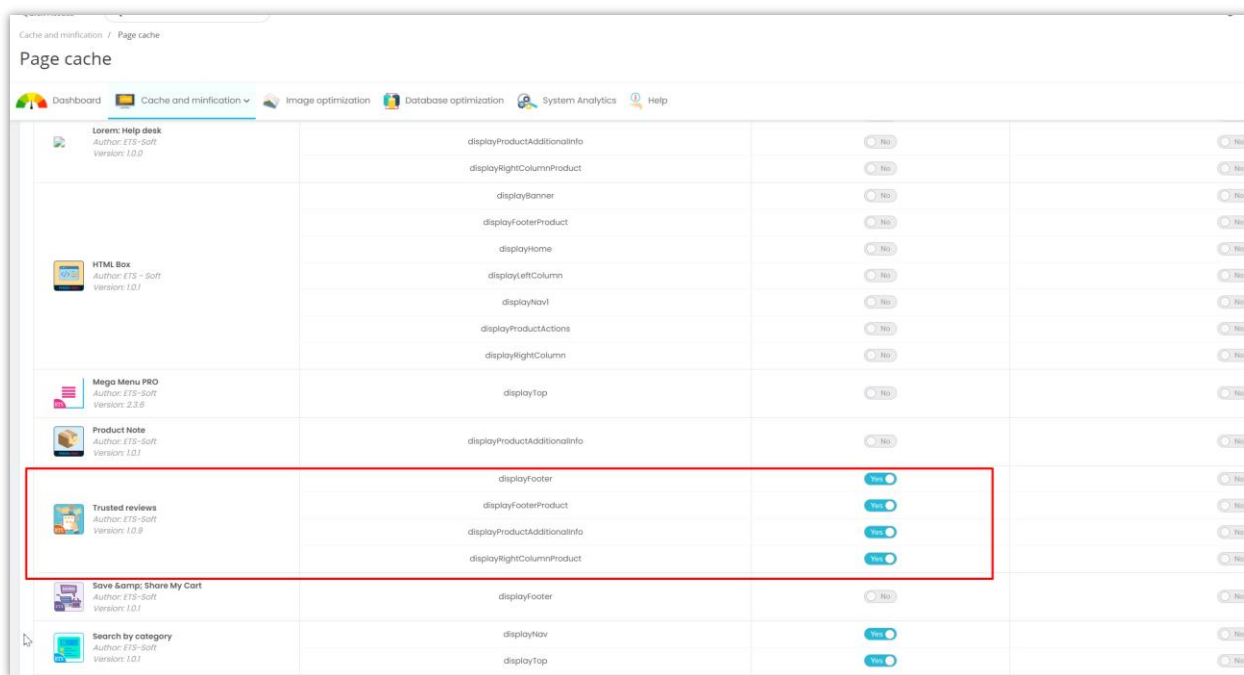 Cache and minfication / Page cache
Page cache
Dashboard Cache and minfication Image optimization Database optimization System Analytics Help
Lorem: Help desk
Author: ETS-Soft
Version: 1.0.0
displayProductAdditionalInfo No No
displayRightColumnProduct No No
HTML Box
Author: ETS - Soft
Version: 1.0.1
displayBanner No No
displayFooterProduct No No
displayHome No No
displayLeftColumn No No
displayNav1 No No
displayProductActions No No
displayRightColumn No No
Mega Menu PRO
Author: ETS-Soft
Version: 2.3.6
displayTop No No
Product Note
Author: ETS-Soft
Version: 1.0.1
displayProductAdditionalInfo No No
Trusted reviews
Author: ETS-Soft
Version: 1.0.9
displayFooter Yes No
displayFooterProduct Yes No
displayProductAdditionalInfo Yes No
displayRightColumnProduct Yes No
Save &amp; Share My Cart
Author: ETS-Soft
Version: 1.0.1
displayFooter No No
Search by category
Author: ETS-Soft
Version: 1.0.1
displayNav Yes No
displayTop Yes No